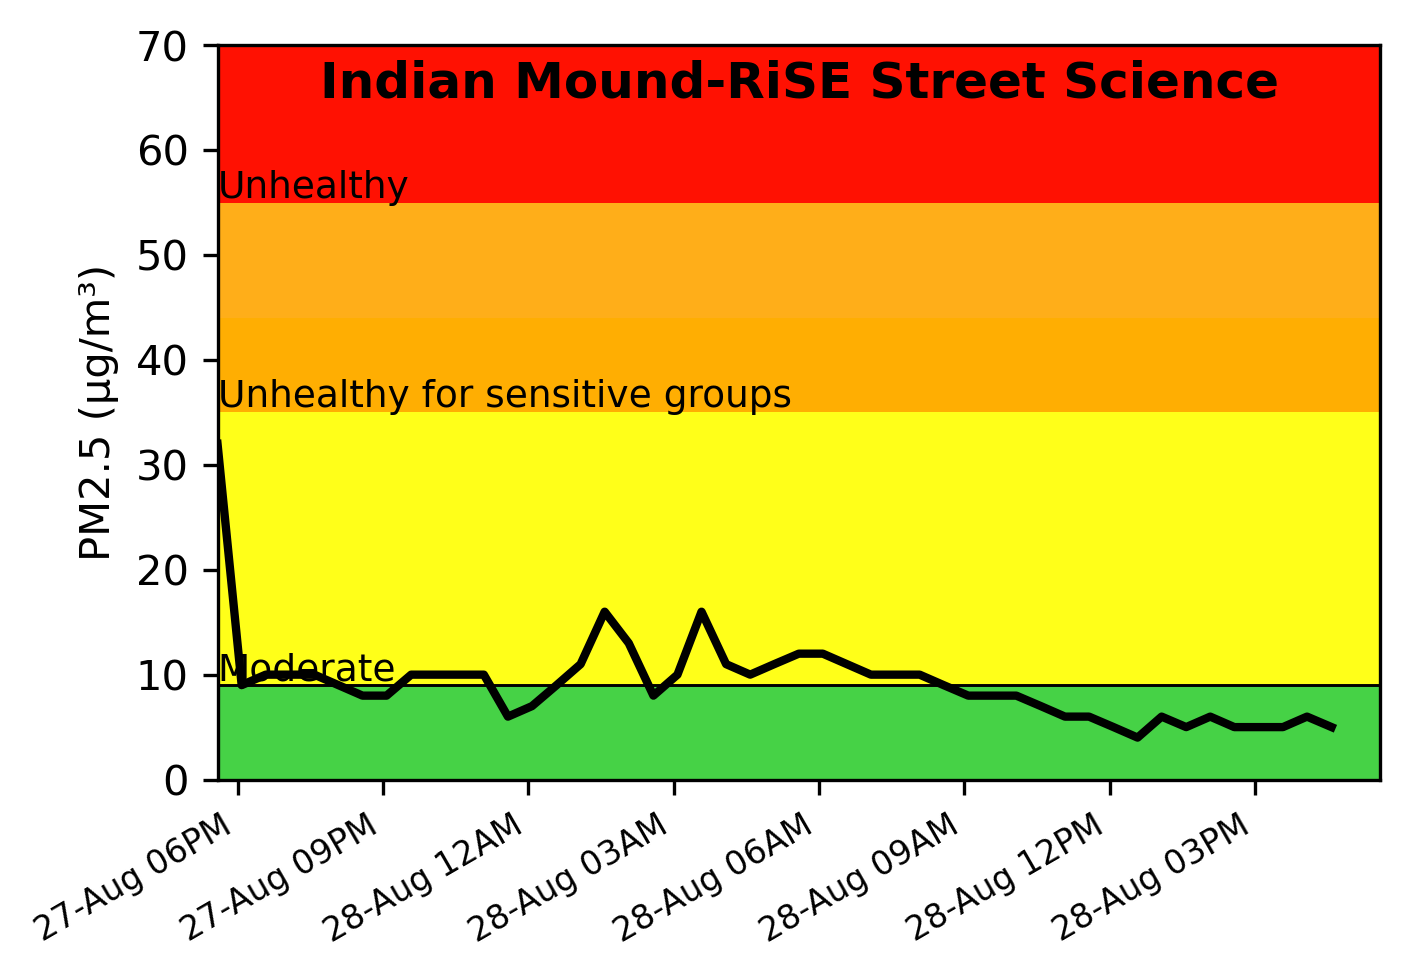 Indian Mound-RiSE Street Science
70
60
50
40
30
20
10
0
PM2.5 (µg/m³)
Unhealthy
Unhealthy for sensitive groups
Moderate
27-Aug 06PM
27-Aug 09PM
28-Aug 12AM
28-Aug 03AM
28-Aug 06AM
28-Aug 09AM
28-Aug 12PM
28-Aug 03PM